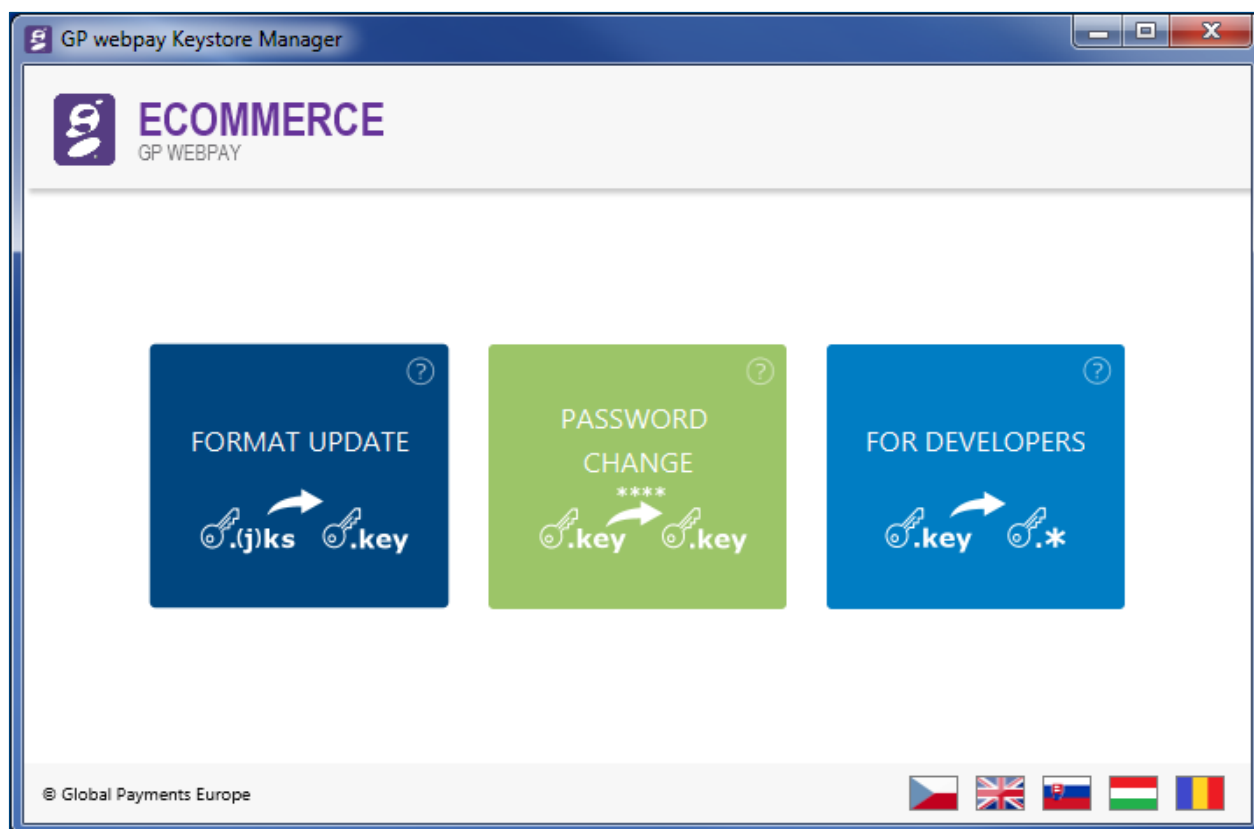 GP webpay Keystore Manager
ECOMMERCE
GP WEBPAY
?
FORMAT UPDATE
.(j)ks .key
?
PASSWORD
CHANGE
****
.key .key
?
FOR DEVELOPERS
.key .*
© Global Payments Europe